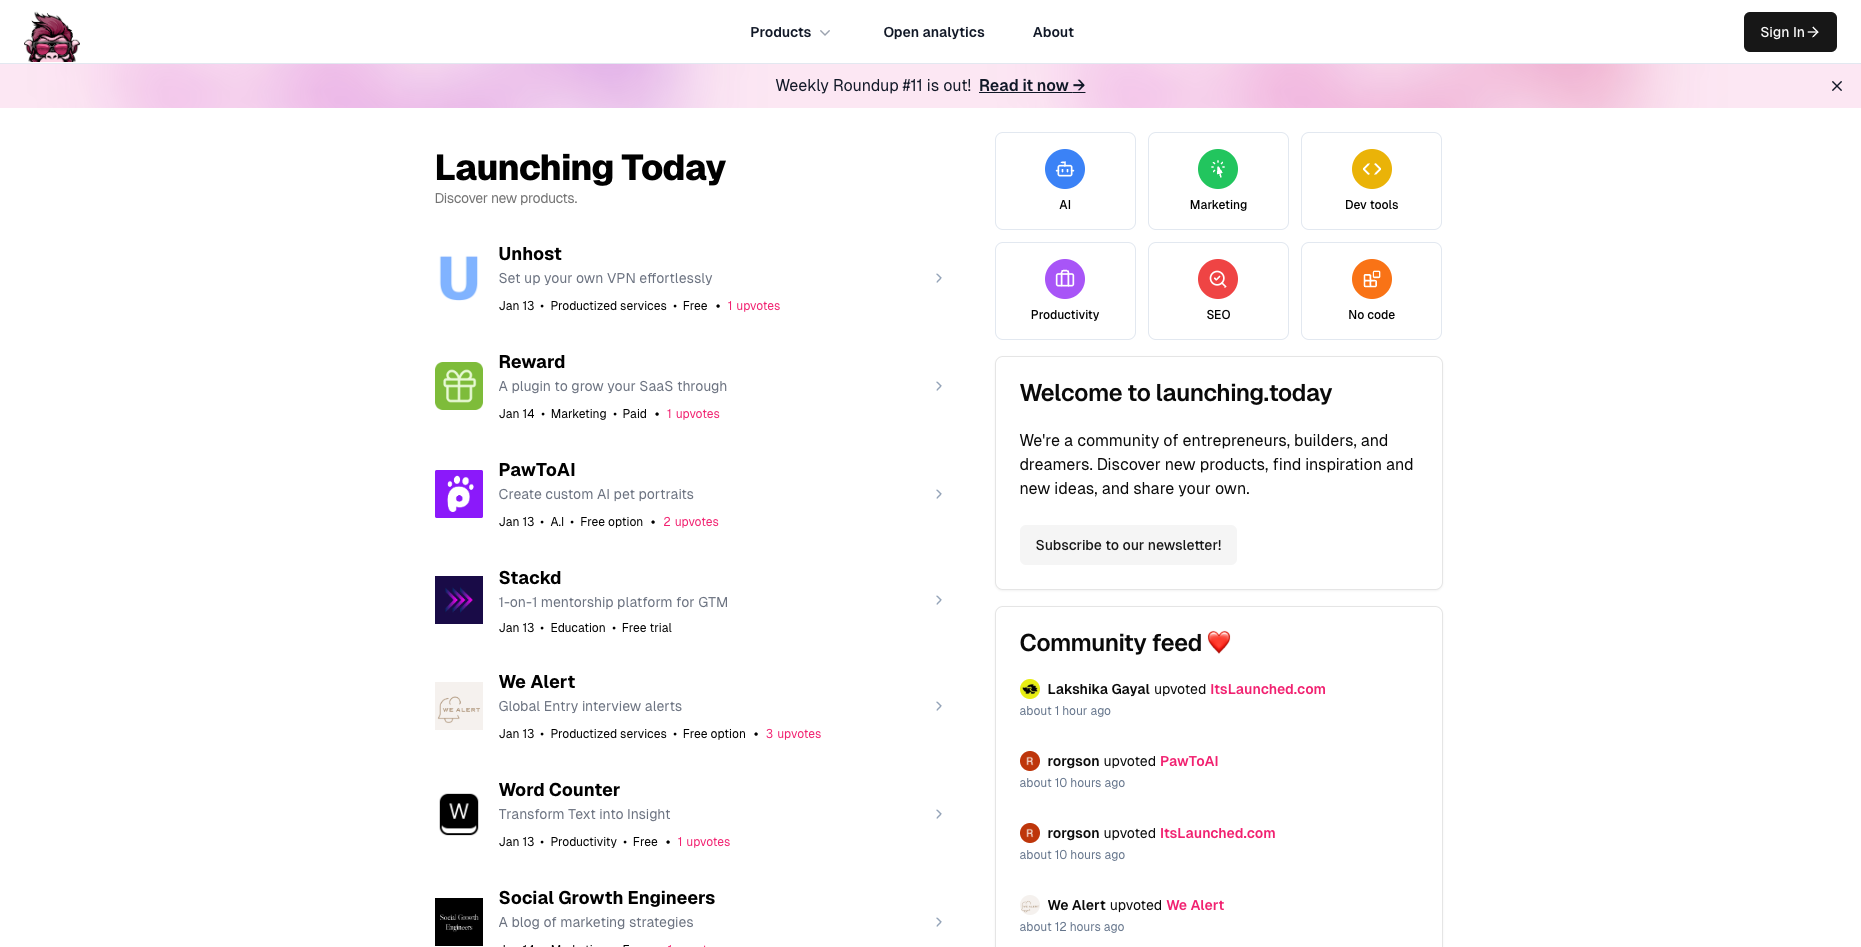 Products
Open analytics
About
Sign In →
Weekly Roundup #11 is out! Read it now →
Launching Today
Discover new products.
U
Unhost
Set up your own VPN effortlessly
Jan 13 • Productized services • Free • 1 upvotes
Reward
A plugin to grow your SaaS through
Jan 14 • Marketing • Paid • 1 upvotes
PawToAI
Create custom AI pet portraits
Jan 13 • A.I • Free option • 2 upvotes
Stackd
1-on-1 mentorship platform for GTM
Jan 13 • Education • Free trial
WE ALERT
We Alert
Global Entry interview alerts
Jan 13 • Productized services • Free option • 3 upvotes
W
Word Counter
Transform Text into Insight
Jan 13 • Productivity • Free • 1 upvotes
Social Growth
Engineers
Social Growth Engineers
A blog of marketing strategies
AI
Marketing
Dev tools
Productivity
SEO
No code
Welcome to launching.today
We're a community of entrepreneurs, builders, and
dreamers. Discover new products, find inspiration and
new ideas, and share your own.
Subscribe to our newsletter!
Community feed ❤️
Lakshika Gayal upvoted ItsLaunched.com
about 1 hour ago
R
rorgson upvoted PawToAI
about 10 hours ago
R
rorgson upvoted ItsLaunched.com
about 10 hours ago
We Alert upvoted We Alert
about 12 hours ago